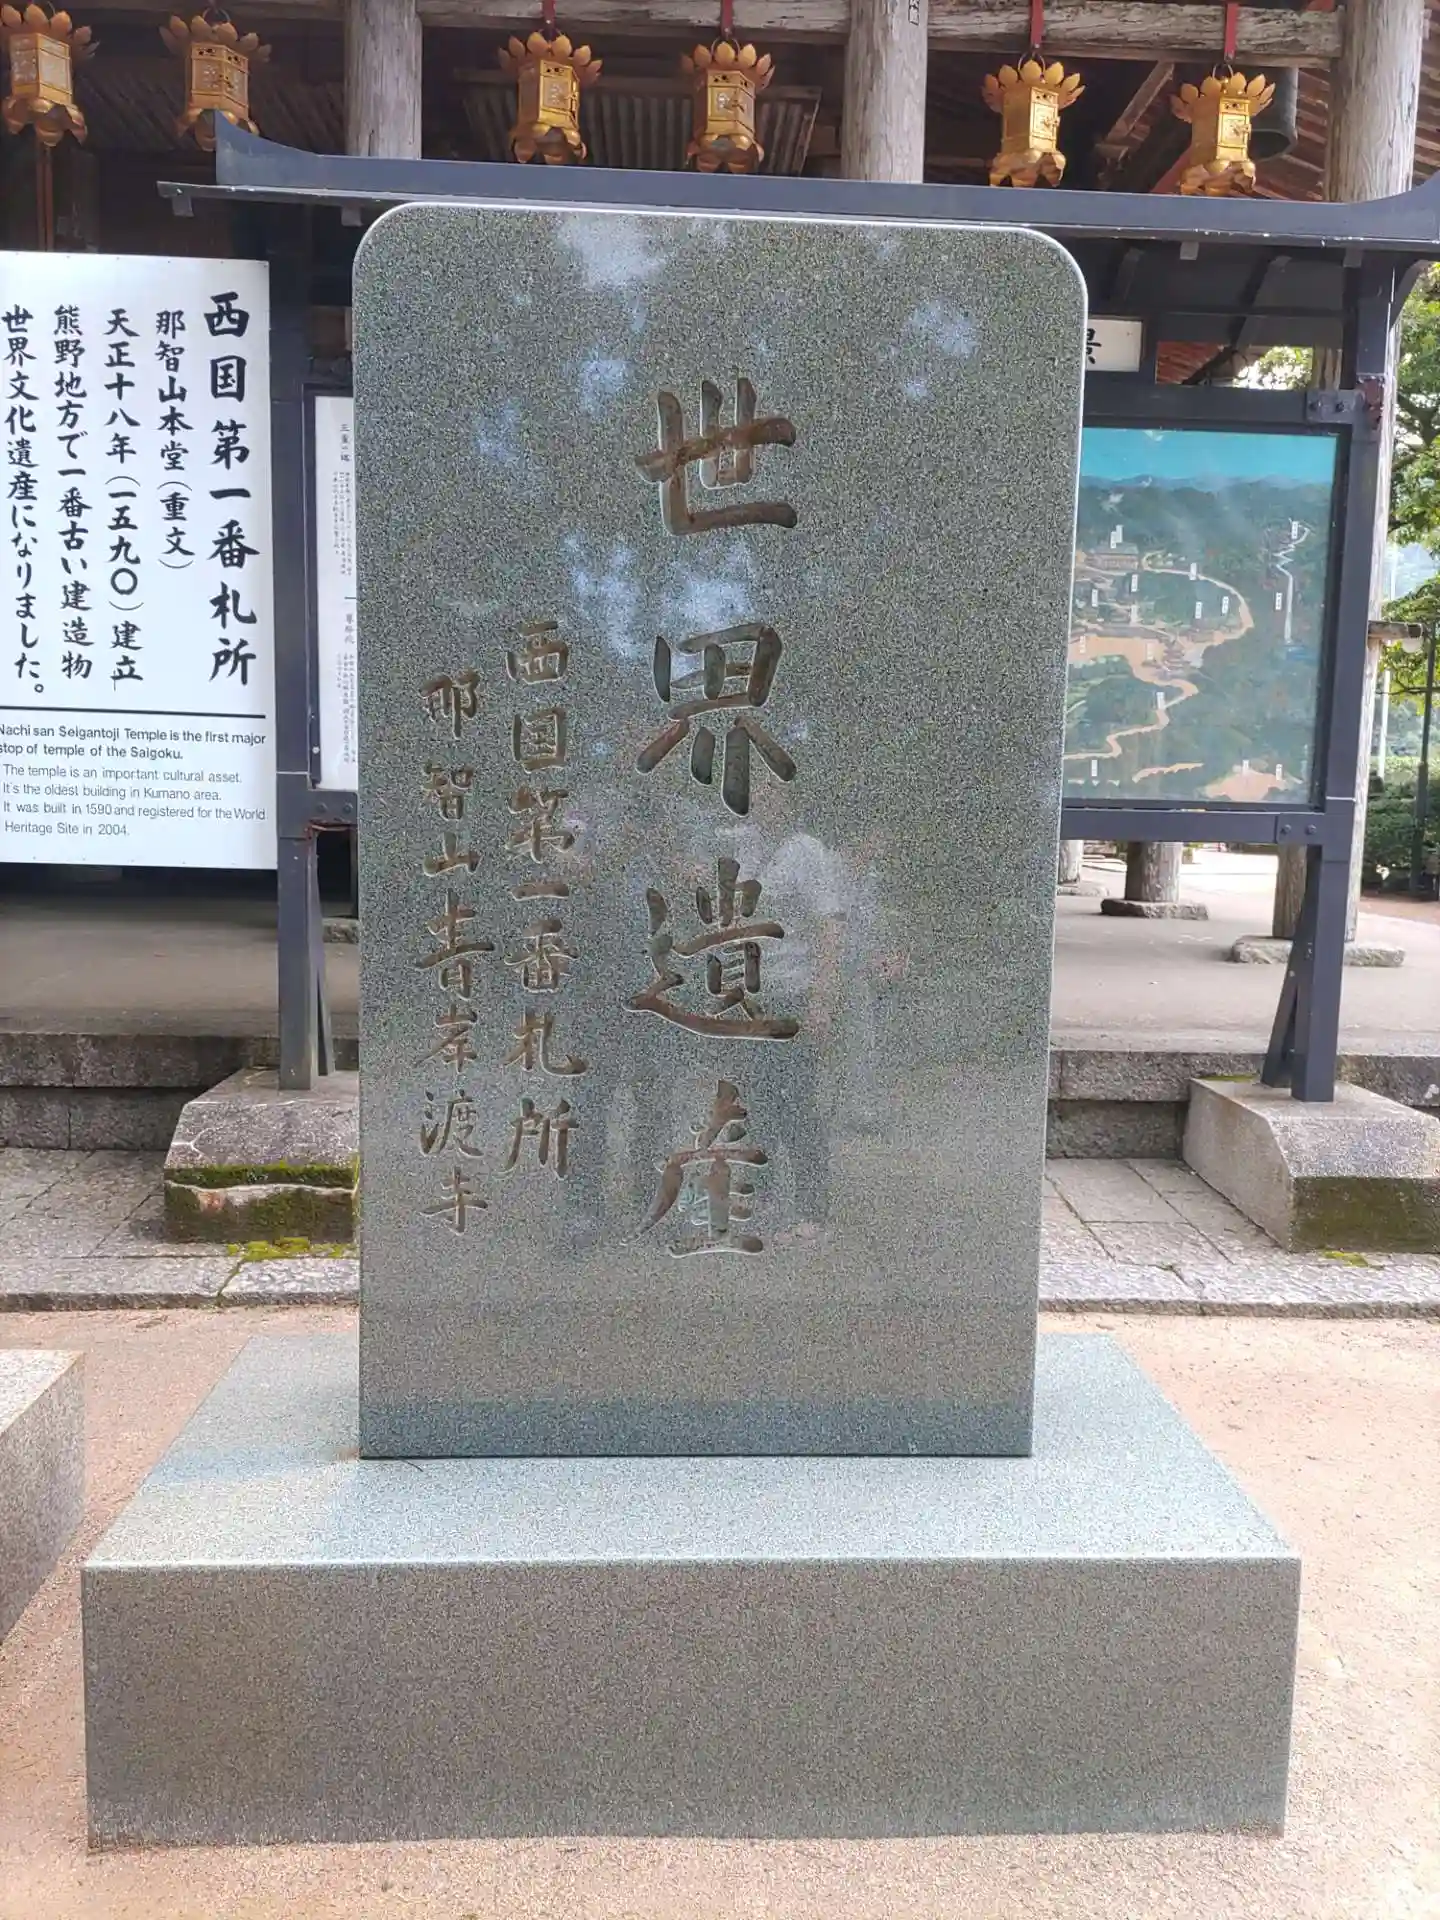 世界遺産
西国第一番札所
那智山青岸渡寺
西国第一番札所
那智山本堂(重文)
天正十八年(一五九〇)建立
熊野地方で一番古い建造物
世界文化遺産になりました。
Nachi san Seigantoji Temple is the first major
stop of temple of the Saigoku.
The temple is an important cultural asset.
It's the oldest building in Kumano area.
It was built in 1590 and registered for the World
Heritage Site in 2004.
景